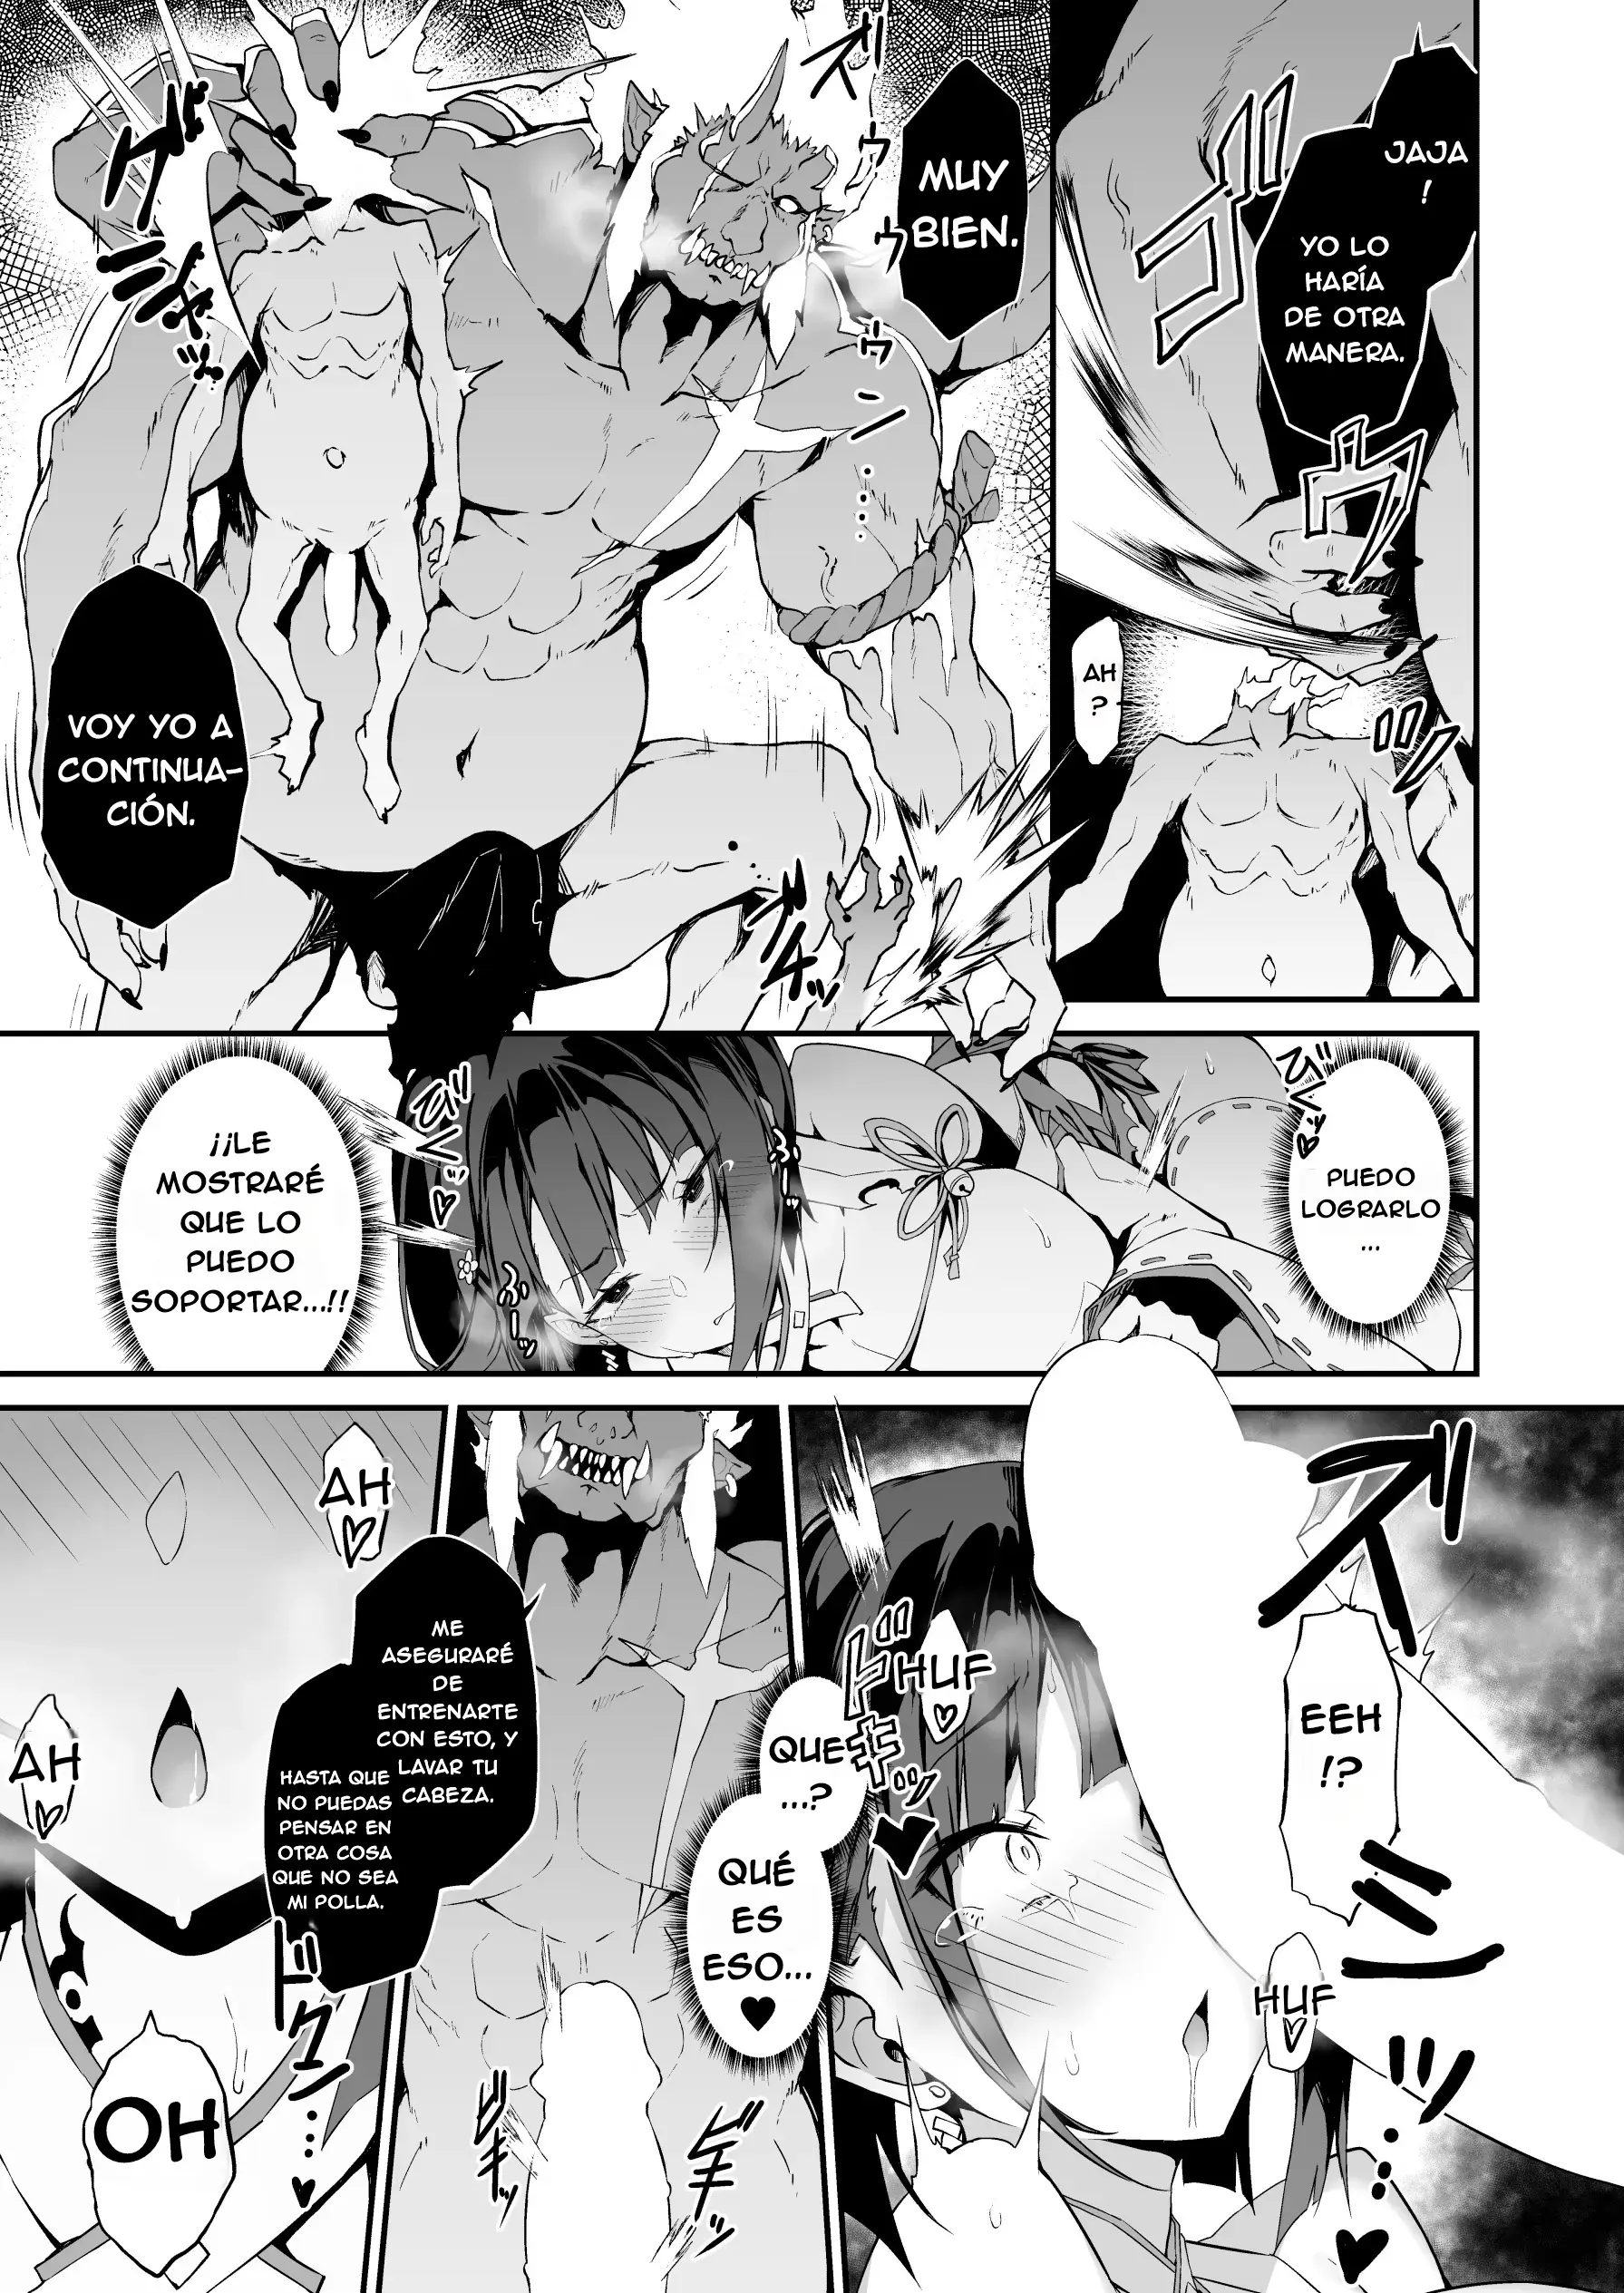 JAJA
!
YO LO
HARÍA
DE OTRA
MANERA.
AH
?
MUY
BIEN.
VOY YO A
CONTINUA-
CIÓN.
PUEDO
LOGRARLO
...
¡¡LE
MOSTRARÉ
QUE LO
PUEDO
SOPORTAR...!!
EEH
!?
HUF
HUF
QUE
...?
QUÉ
ES
ESO...
♥
ME
ASEGURARÉ
DE
ENTRENARTE
CON ESTO, Y
LAVAR TU
CABEZA.
HASTA QUE
NO PUEDAS
PENSAR EN
OTRA COSA
QUE NO SEA
MI POLLA.
AH
AH
OH